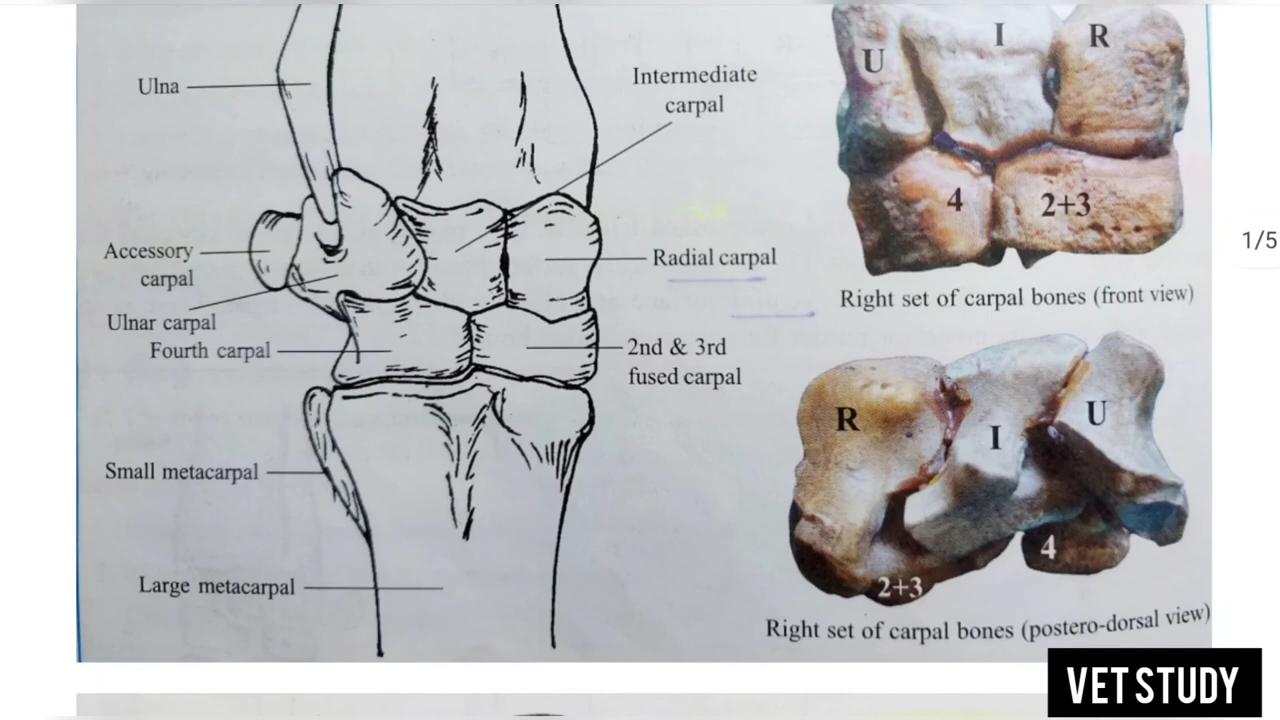 Ulna
Accessory
carpal
Ulnar carpal
Fourth carpal
Small metacarpal
Large metacarpal
Intermediate
carpal
Radial carpal
2nd & 3rd
fused carpal
U
I
R
4
2+3
Right set of carpal bones (front view)
R
I
U
4
2+3
Right set of carpal bones (postero-dorsal view)
1/5
VET STUDY